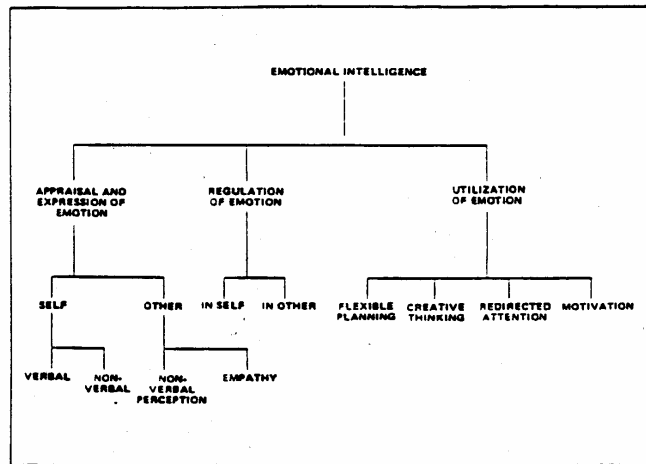 EMOTIONAL INTELLIGENCE
APPRAISAL AND
EXPRESSION OF
EMOTION
REGULATION
OF EMOTION
UTILIZATION
OF EMOTION
SELF
OTHER
IN SELF
IN OTHER
FLEXIBLE
PLANNING
CREATIVE
THINKING
REDIRECTED
ATTENTION
MOTIVATION
VERBAL
NON-
VERBAL
NON-
VERBAL
PERCEPTION
EMPATHY